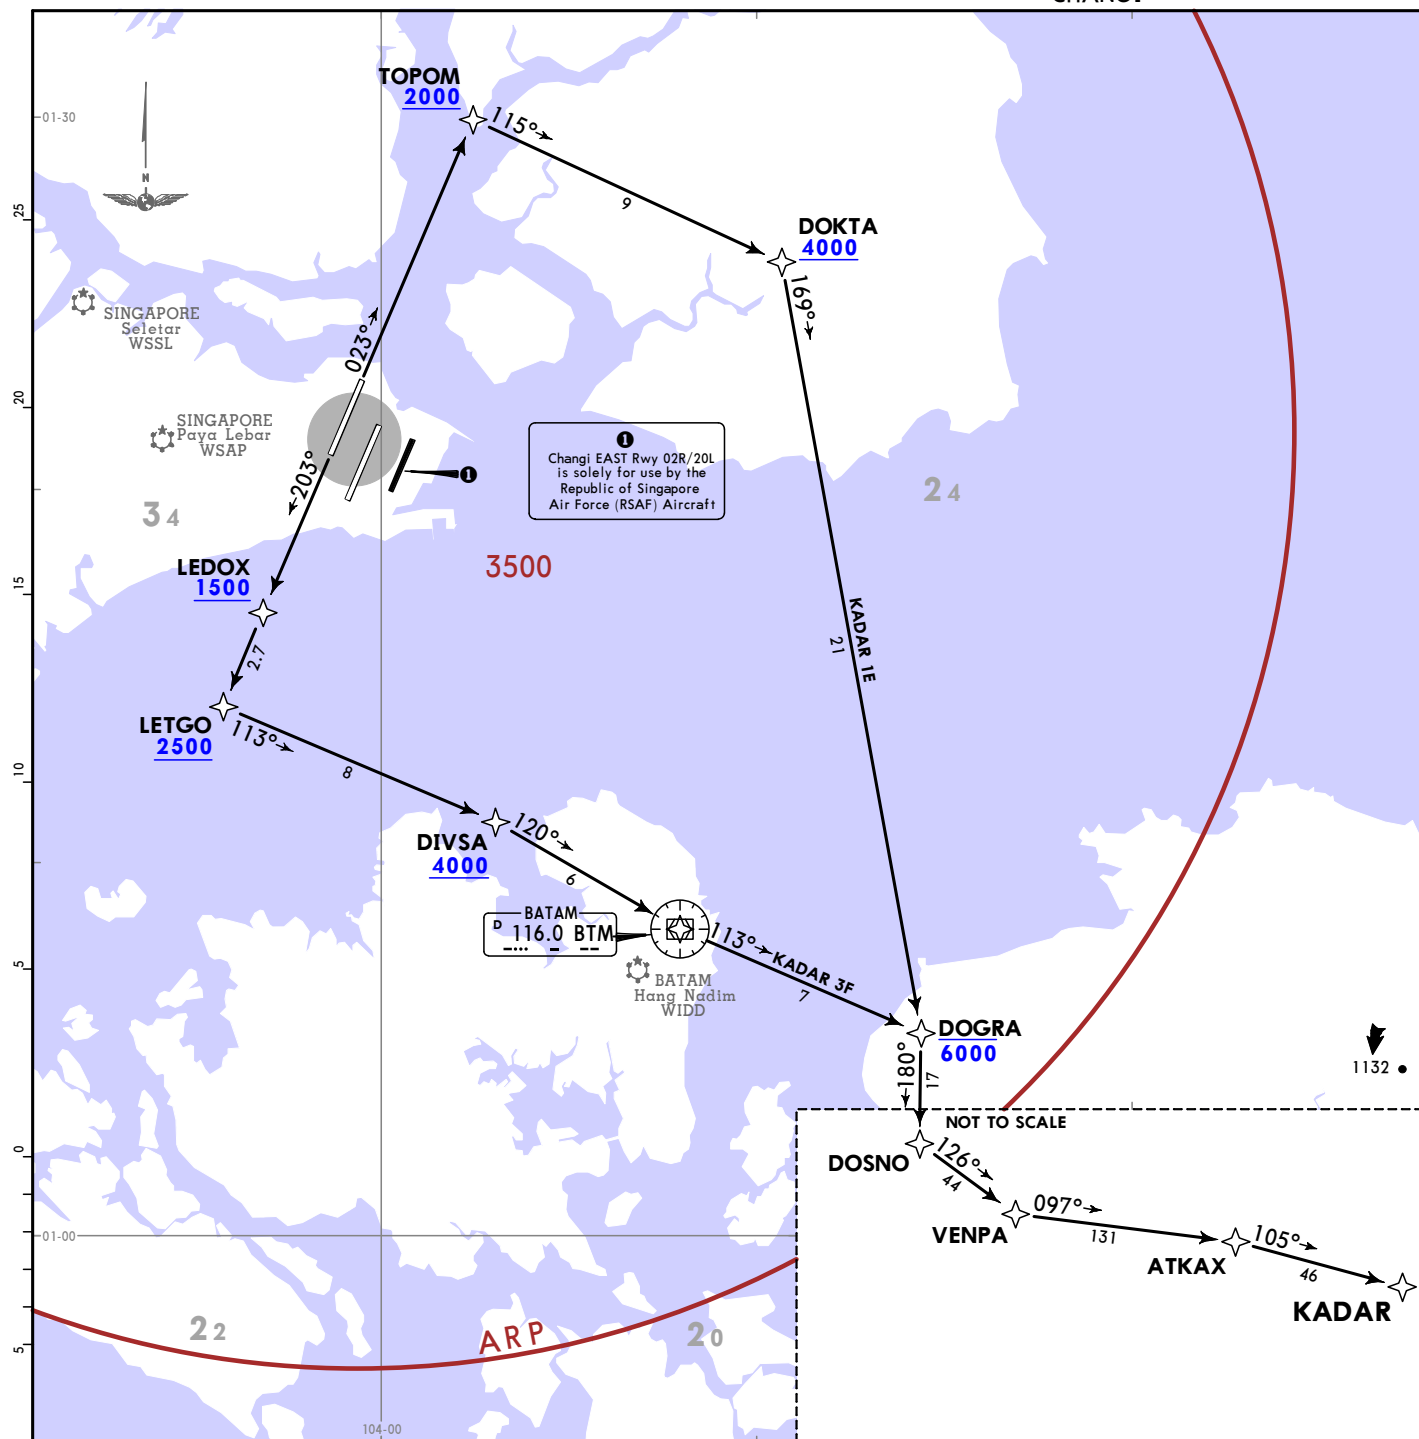 TOPOM
2000
115°
01-30
N
9
DOKTA
4000
169°
25
SINGAPORE
Seletar
WSSL
023°
20
SINGAPORE
Paya Lebar
WSAP
203°
1
1
Changi EAST Rwy 02R/20L
is solely for use by the
Republic of Singapore
Air Force (RSAF) Aircraft
34
24
3500
LEDOX
1500
15
KADAR 1E
21
2.7
LETGO
2500
113°
8
10
DIVSA
4000
120°
6
BATAM
D 116.0 BTM
113°
KADAR 3F
7
5
BATAM
Hang Nadim
WIDD
DOGRA
6000
180°
17
1132
NOT TO SCALE
0
DOSNO
126°
44
VENPA
097°
131
ATKAX
105°
46
KADAR
01-00
22
ARP
20
5
104-00